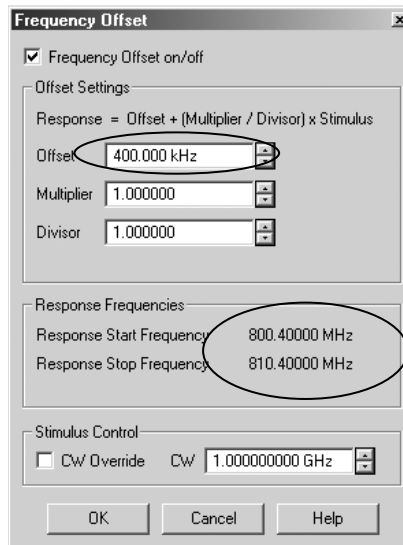 Frequency Offset
Frequency Offset on/off
Offset Settings
Response = Offset + (Multiplier / Divisor) x Stimulus
Offset 400.000 kHz
Multiplier 1.000000
Divisor 1.000000
Response Frequencies
Response Start Frequency 800.40000 MHz
Response Stop Frequency 810.40000 MHz
Stimulus Control
CW Override CW 1.000000000 GHz
OK Cancel Help